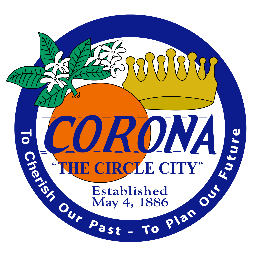 CORONA
"THE CIRCLE CITY"
Established
May 4, 1886
To Cherish Our Past - To Plan Our Future